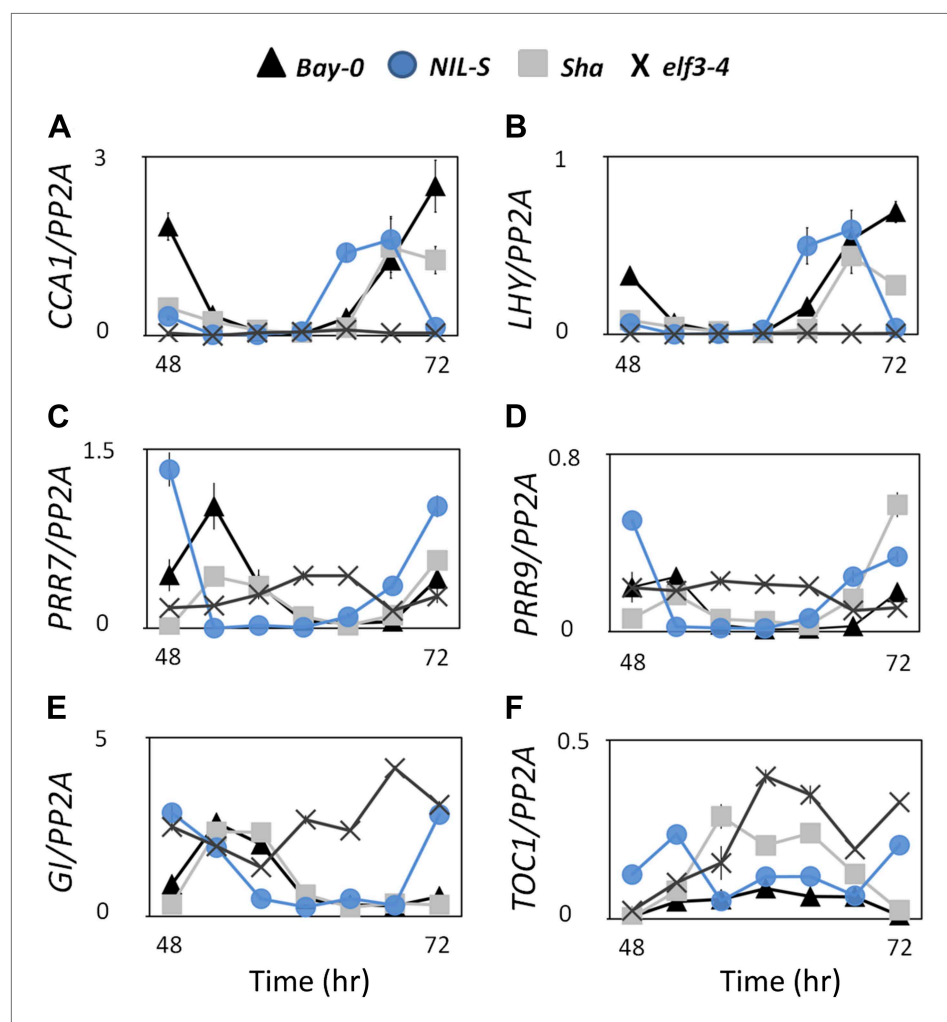 Bay-0 NIL-S Sha X elf3-4
A
3
CCA1/PP2A
0
48 72
B
1
LHY/PP2A
0
48 72
C
1.5
PRR7/PP2A
0
48 72
D
0.8
PRR9/PP2A
0
48 72
E
5
GI/PP2A
0
48 72
Time (hr)
F
0.5
TOC1/PP2A
0
48 72
Time (hr)